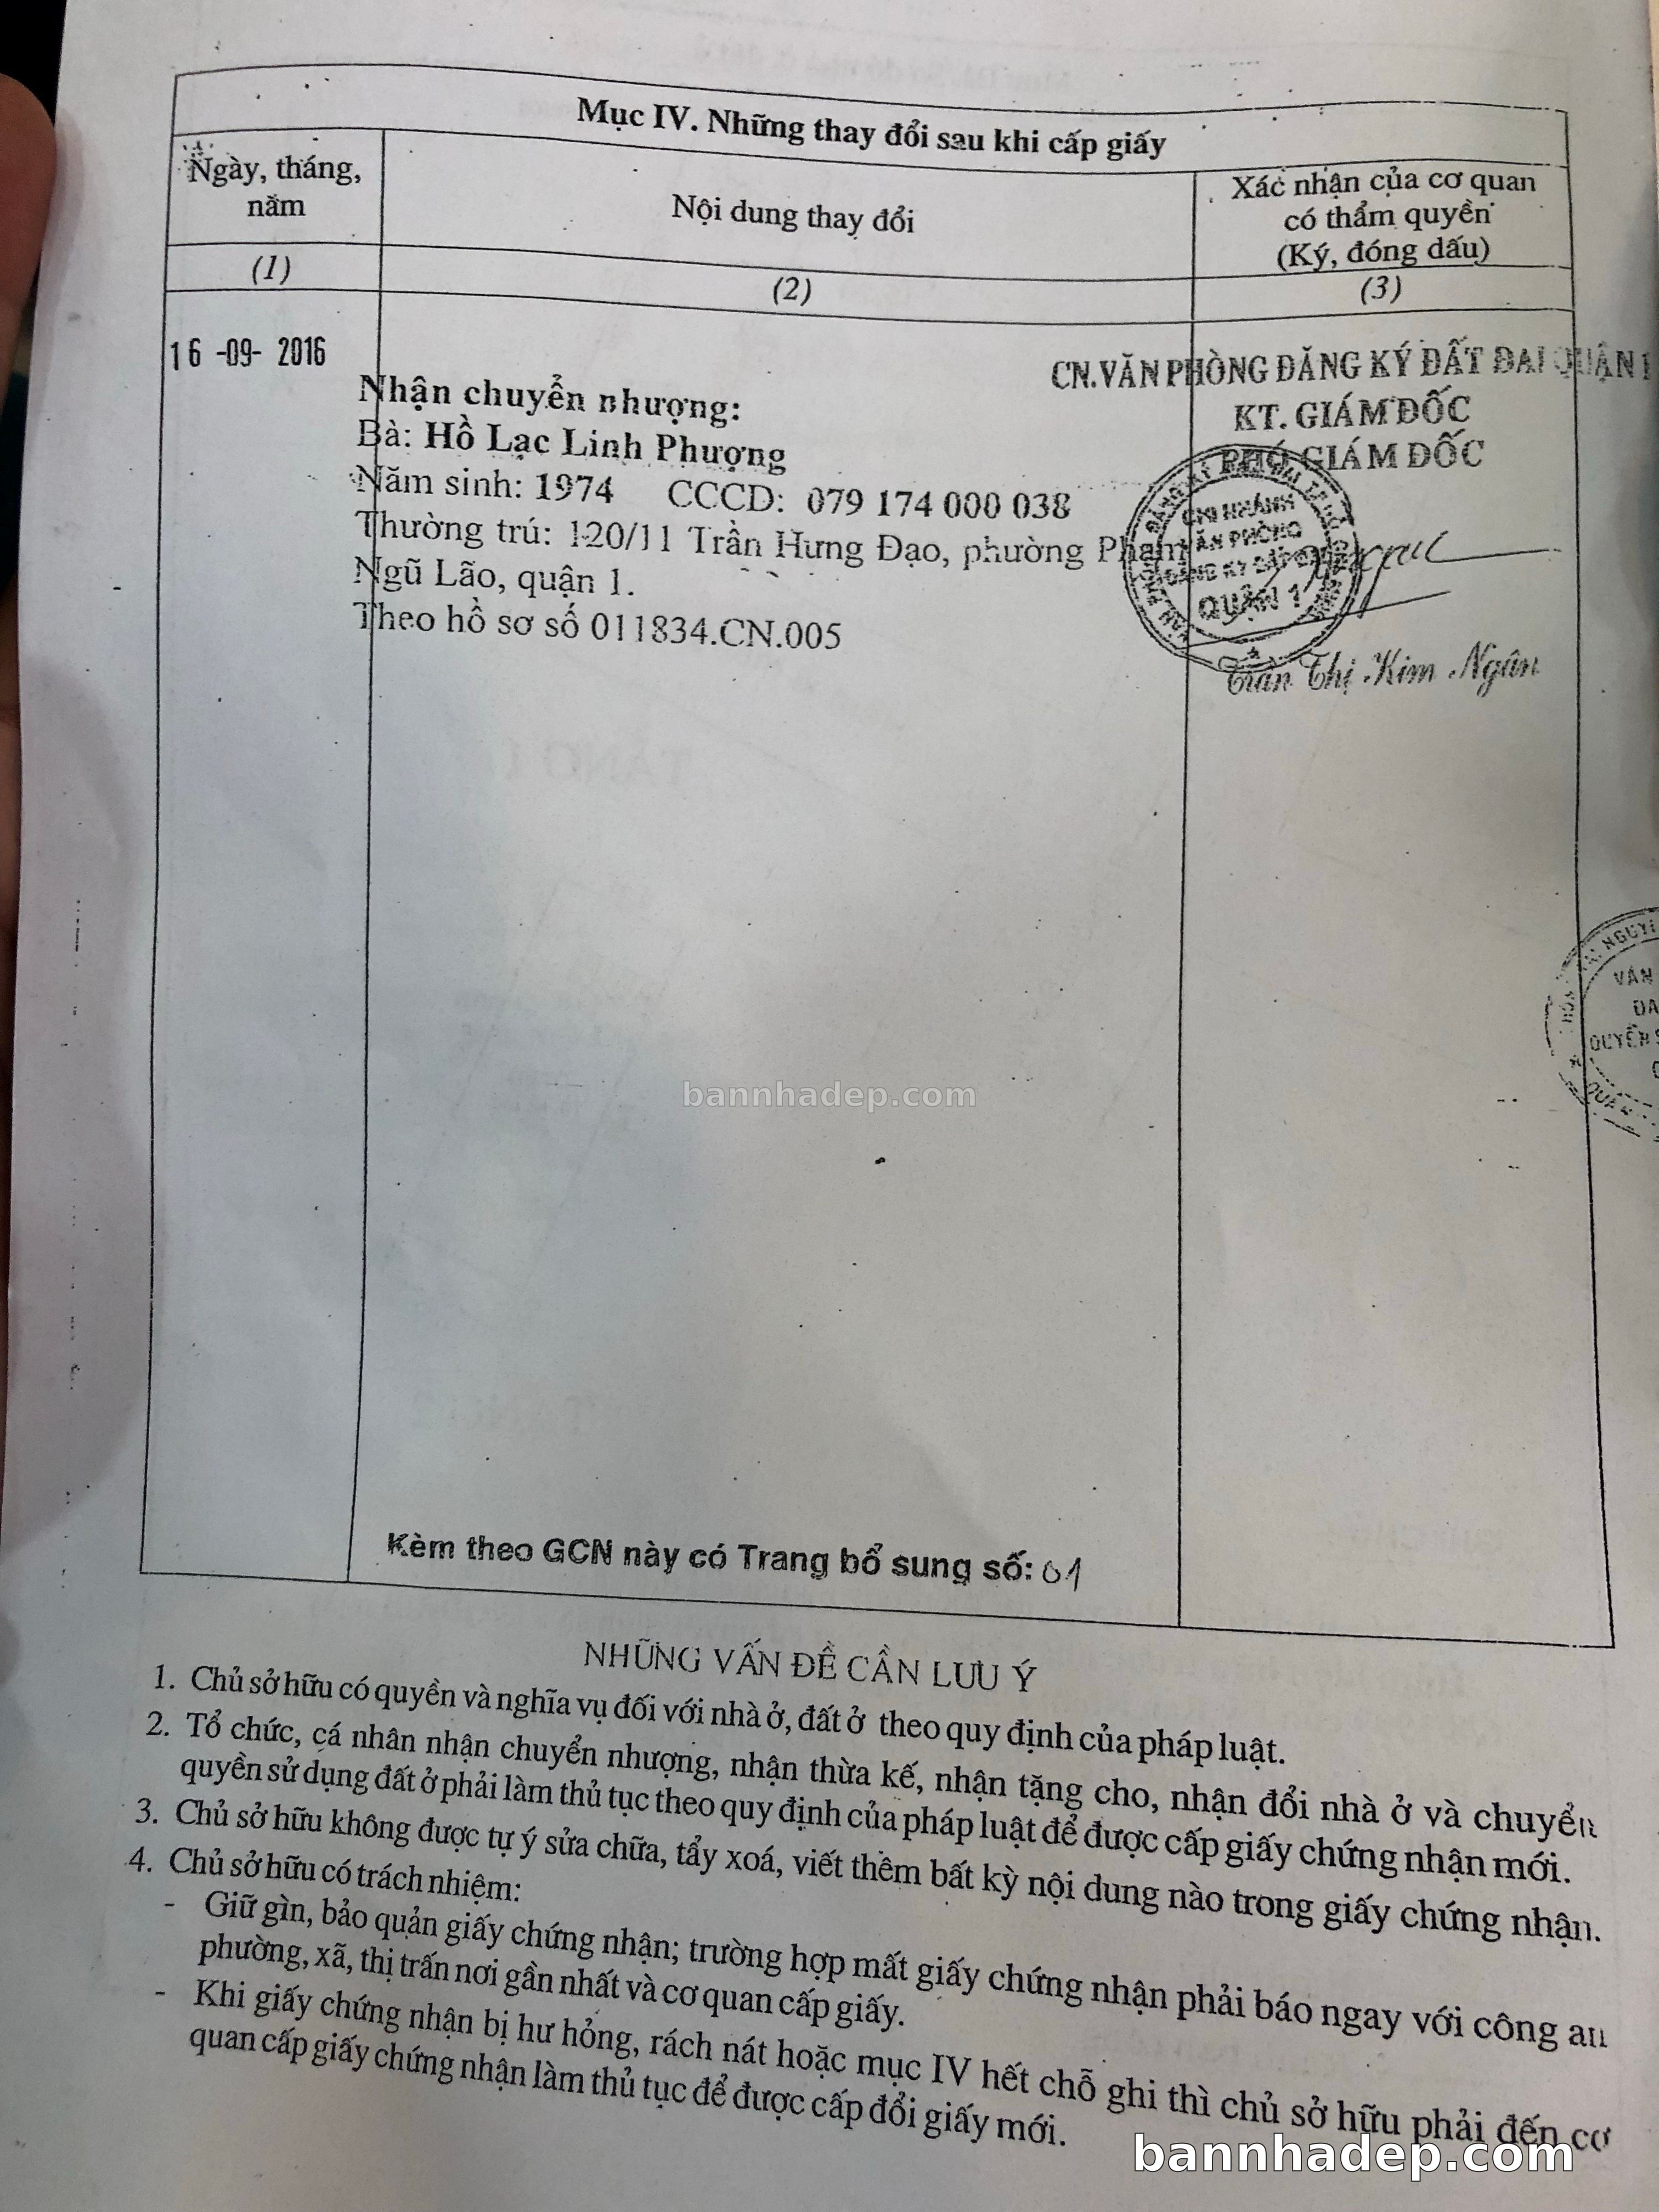 Mục IV. Những thay đổi sau khi cấp giấy
Ngày, tháng,
năm
Nội dung thay đổi
Xác nhận của cơ quan
có thẩm quyền
(Ký, đóng dấu)
(1)
(2)
(3)
16 -09- 2016
CN.VĂN PHÒNG ĐĂNG KÝ ĐẤT ĐAI QUẬN 1
KT. GIÁM ĐỐC
PHÓ GIÁM ĐỐC
Nhận chuyển nhượng:
Bà: Hồ Lạc Linh Phượng
Năm sinh: 1974 CCCD: 079 174 000 038
Thường trú: 120/11 Trần Hưng Đạo, phường Phạm
Ngũ Lão, quận 1.
Theo hồ sơ số 011834.CN.005
CHI NHÁNH
VĂN PHÒNG
ĐĂNG KÝ ĐẤT ĐAI
QUẬN 1
Trần Thị Kim Ngân
VĂN
QUYỀN
bannhadep.com
Kèm theo GCN này có Trang bổ sung số: 01
NHỮNG VẤN ĐỀ CẦN LƯU Ý
1. Chủ sở hữu có quyền và nghĩa vụ đối với nhà ở, đất ở theo quy định của pháp luật.
2. Tổ chức, cá nhân nhận chuyển nhượng, nhận thừa kế, nhận tặng cho, nhận đổi nhà ở và chuyển
quyền sử dụng đất ở phải làm thủ tục theo quy định của pháp luật để được cấp giấy chứng nhận mới.
3. Chủ sở hữu không được tự ý sửa chữa, tẩy xoá, viết thêm bất kỳ nội dung nào trong giấy chứng nhận.
4. Chủ sở hữu có trách nhiệm:
- Giữ gìn, bảo quản giấy chứng nhận; trường hợp mất giấy chứng nhận phải báo ngay với công an
phường, xã, thị trấn nơi gần nhất và cơ quan cấp giấy.
- Khi giấy chứng nhận bị hư hỏng, rách nát hoặc mục IV hết chỗ ghi thì chủ sở hữu phải đến cơ
quan cấp giấy chứng nhận làm thủ tục để được cấp đổi giấy mới.
bannhadep.com